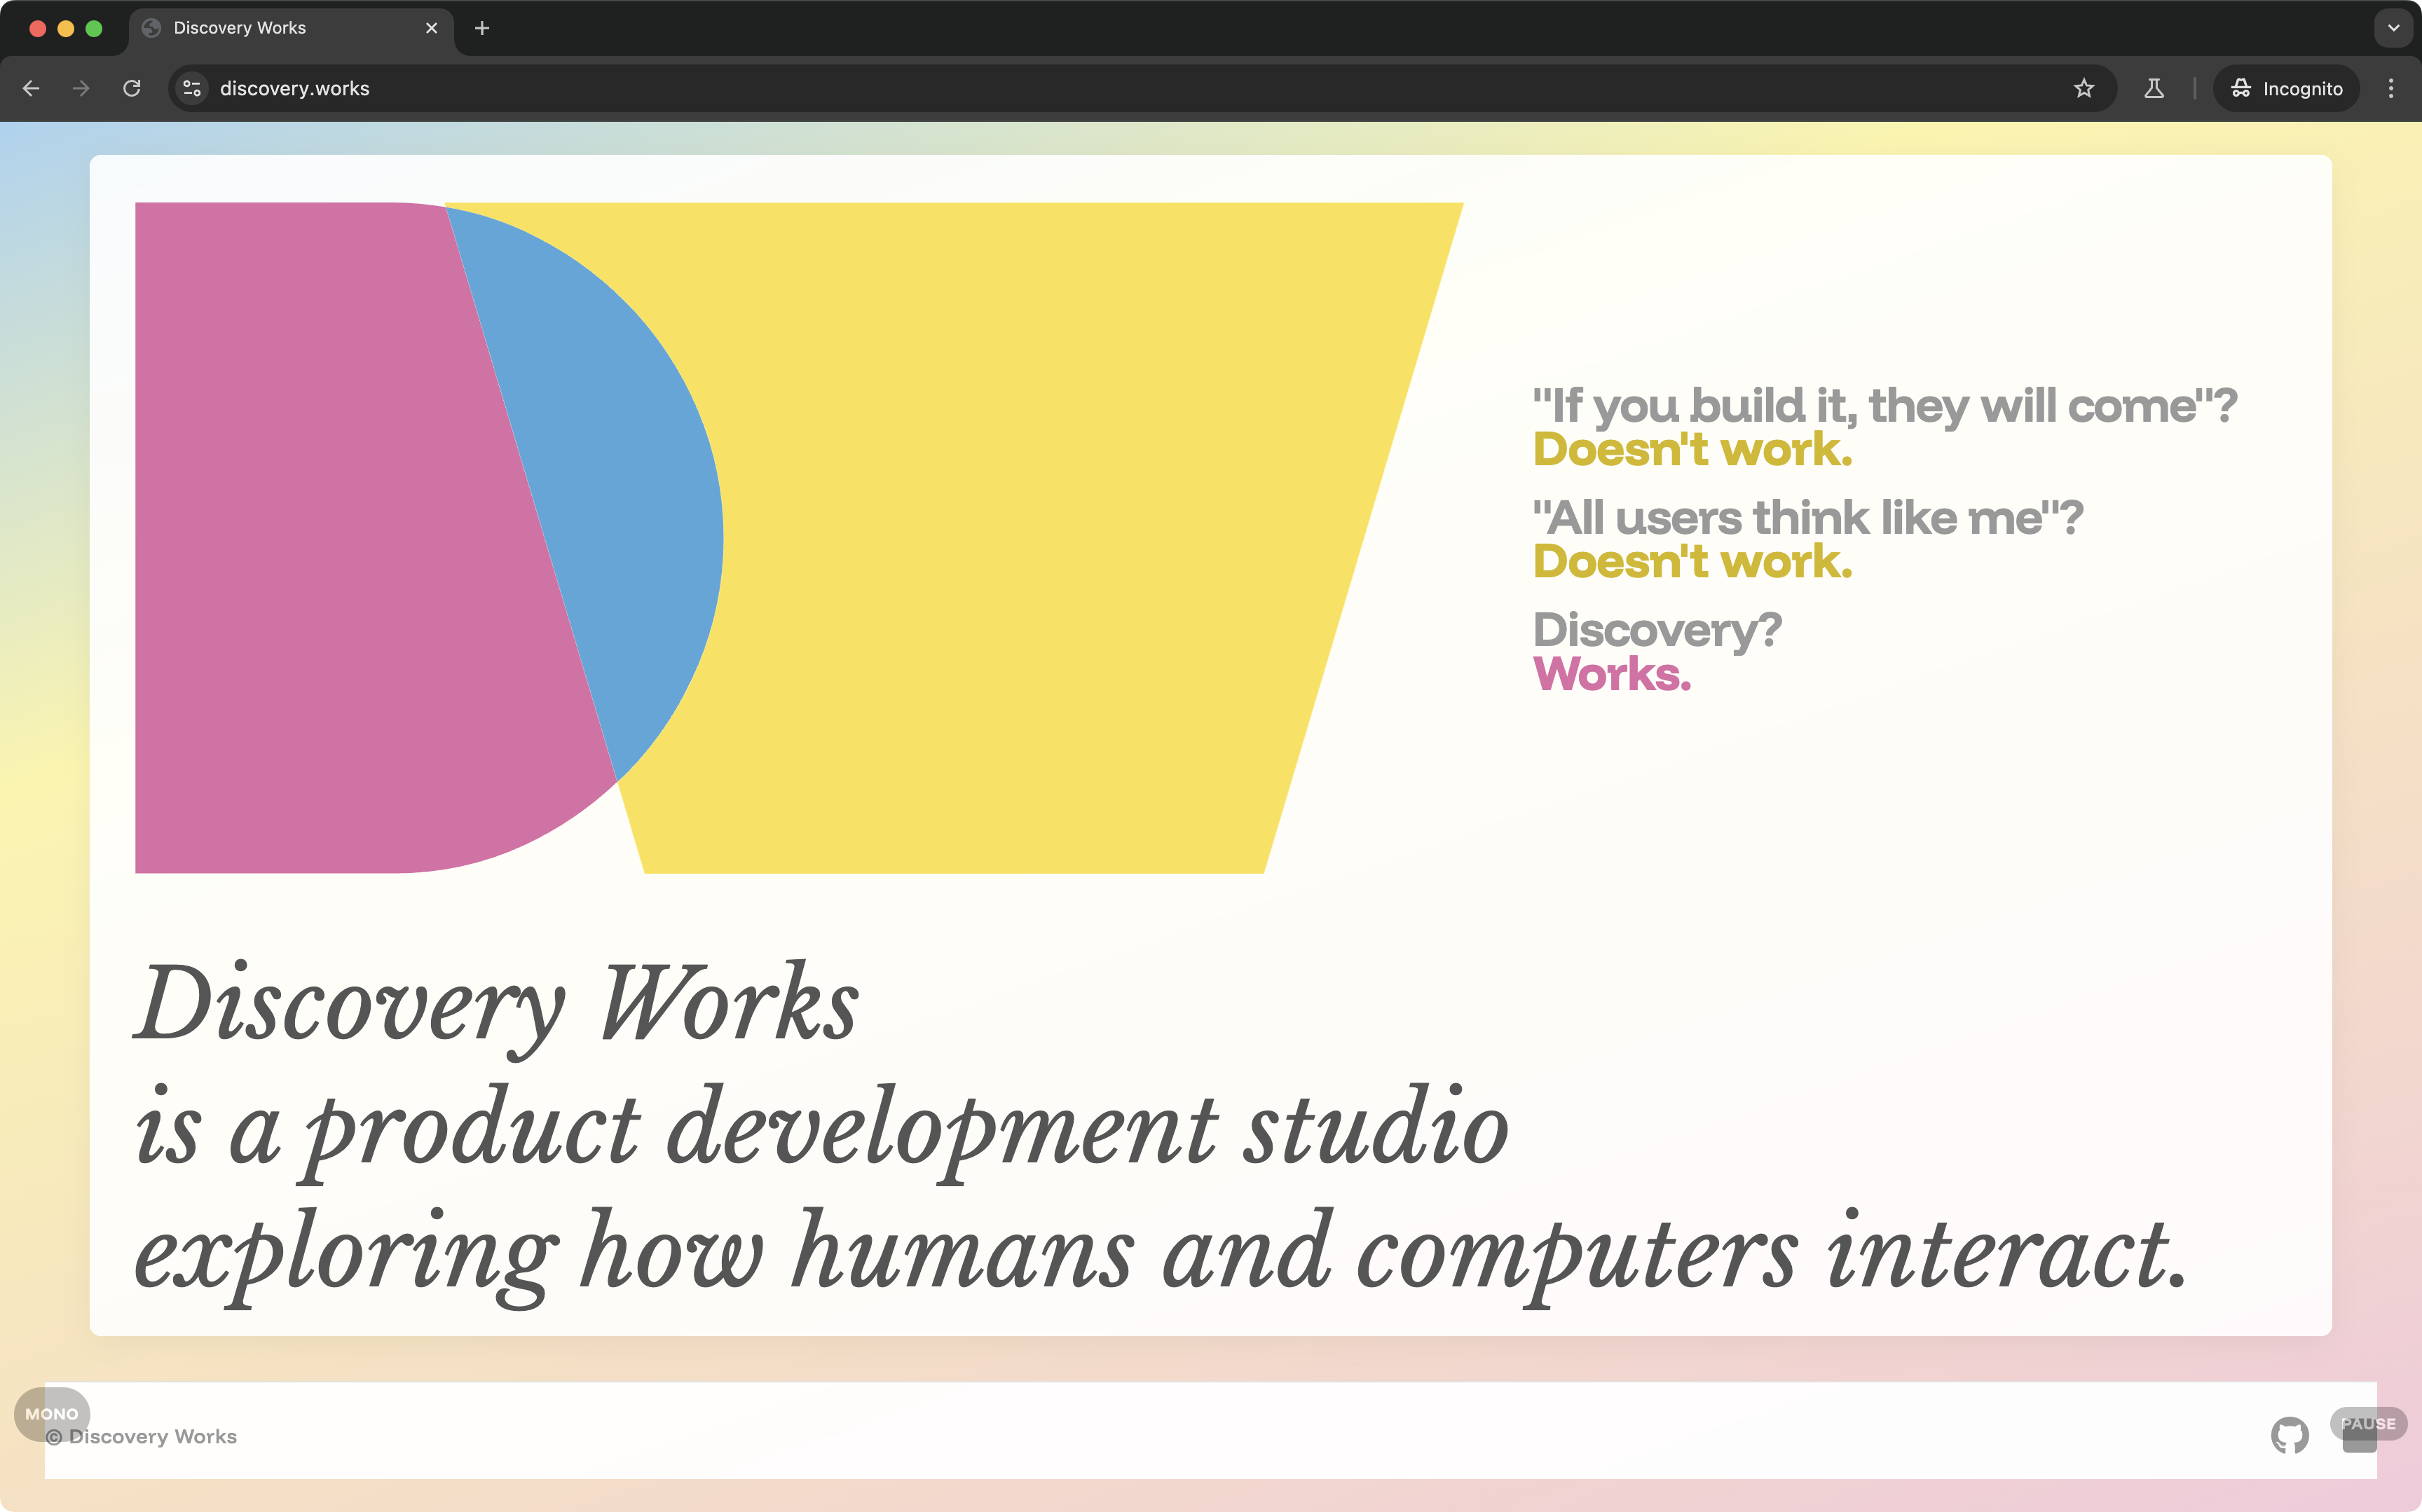 Discovery Works
discovery.works
Incognito
"If you build it, they will come"?
Doesn't work.
"All users think like me"?
Doesn't work.
Discovery?
Works.
Discovery Works
is a product development studio
exploring how humans and computers interact.
MONO
© Discovery Works
PAUSE